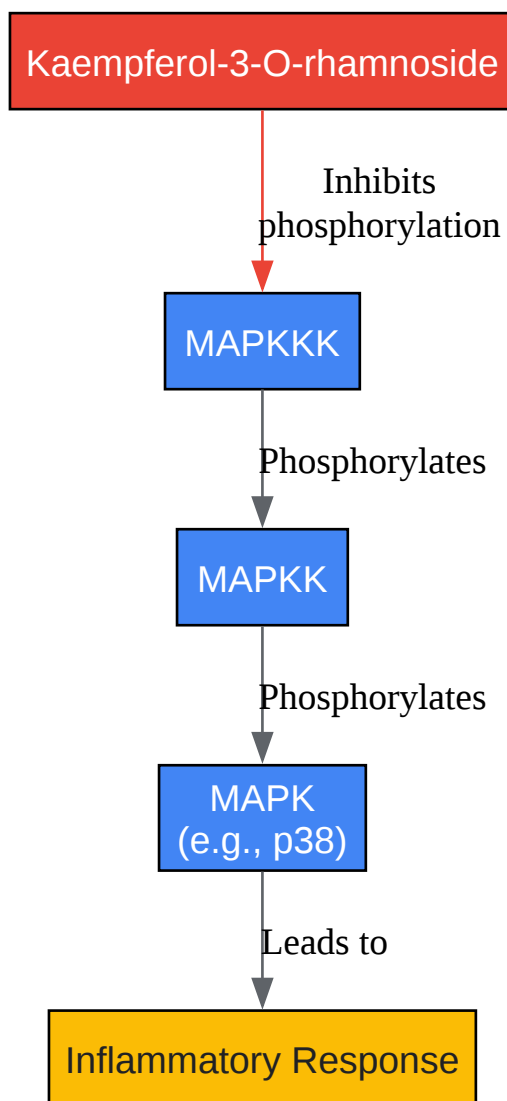 Kaempferol-3-O-rhamnoside
Inhibits
phosphorylation
MAPKKK
Phosphorylates
MAPKK
Phosphorylates
MAPK
(e.g., p38)
Leads to
Inflammatory Response